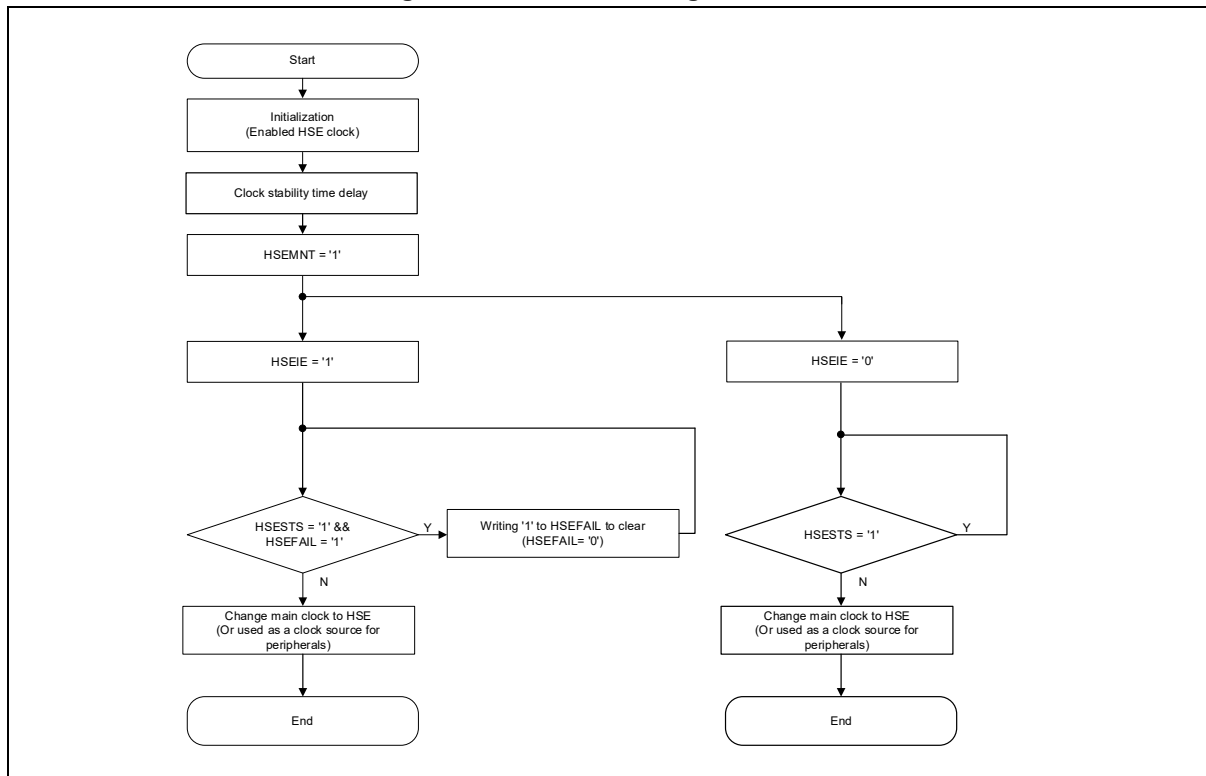 Start
Initialization
(Enabled HSE clock)
Clock stability time delay
HSEMNT = '1'
HSEIE = '1'
HSEIE = '0'
HSESTS = '1' &&
HSEFAIL = '1'
Y
Writing '1' to HSEFAIL to clear
(HSEFAIL= '0')
HSESTS = '1'
Y
N
N
Change main clock to HSE
(Or used as a clock source for
peripherals)
Change main clock to HSE
(Or used as a clock source for
peripherals)
End
End